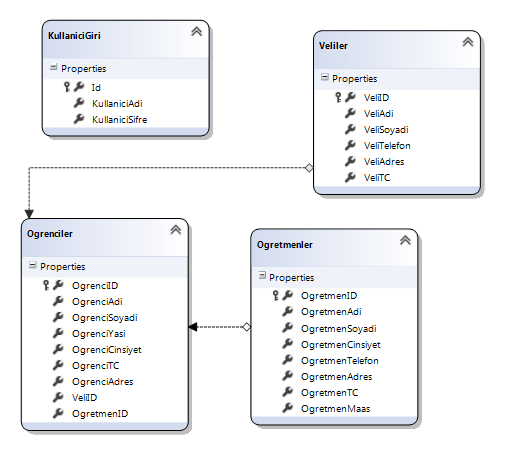 KullaniciGiri
Properties
Id
KullaniciAdi
KullaniciSifre
Veliler
Properties
VeliID
VeliAdi
VeliSoyadi
VeliTelefon
VeliAdres
VeliTC
Ogrenciler
Properties
OgrenciID
OgrenciAdi
OgrenciSoyadi
OgrenciYasi
OgrenciCinsiyet
OgrenciTC
OgrenciAdres
VeliID
OgretmenID
Ogretmenler
Properties
OgretmenID
OgretmenAdi
OgretmenSoyadi
OgretmenCinsiyet
OgretmenTelefon
OgretmenAdres
OgretmenTC
OgretmenMaas